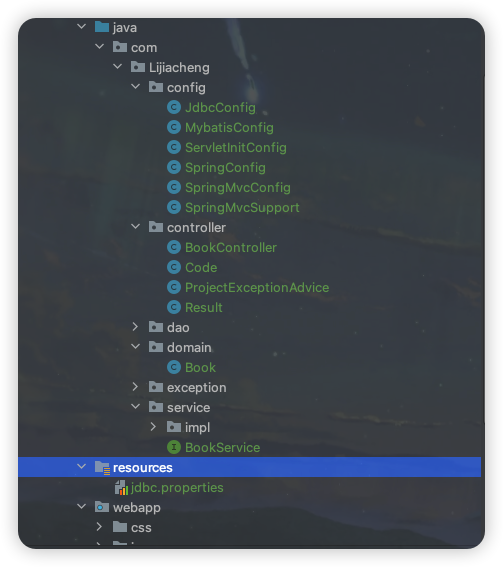 java
com
Lijiacheng
config
JdbcConfig
MybatisConfig
ServletInitConfig
SpringConfig
SpringMvcConfig
SpringMvcSupport
controller
BookController
Code
ProjectExceptionAdvice
Result
dao
domain
Book
exception
service
impl
BookService
resources
jdbc.properties
webapp
css